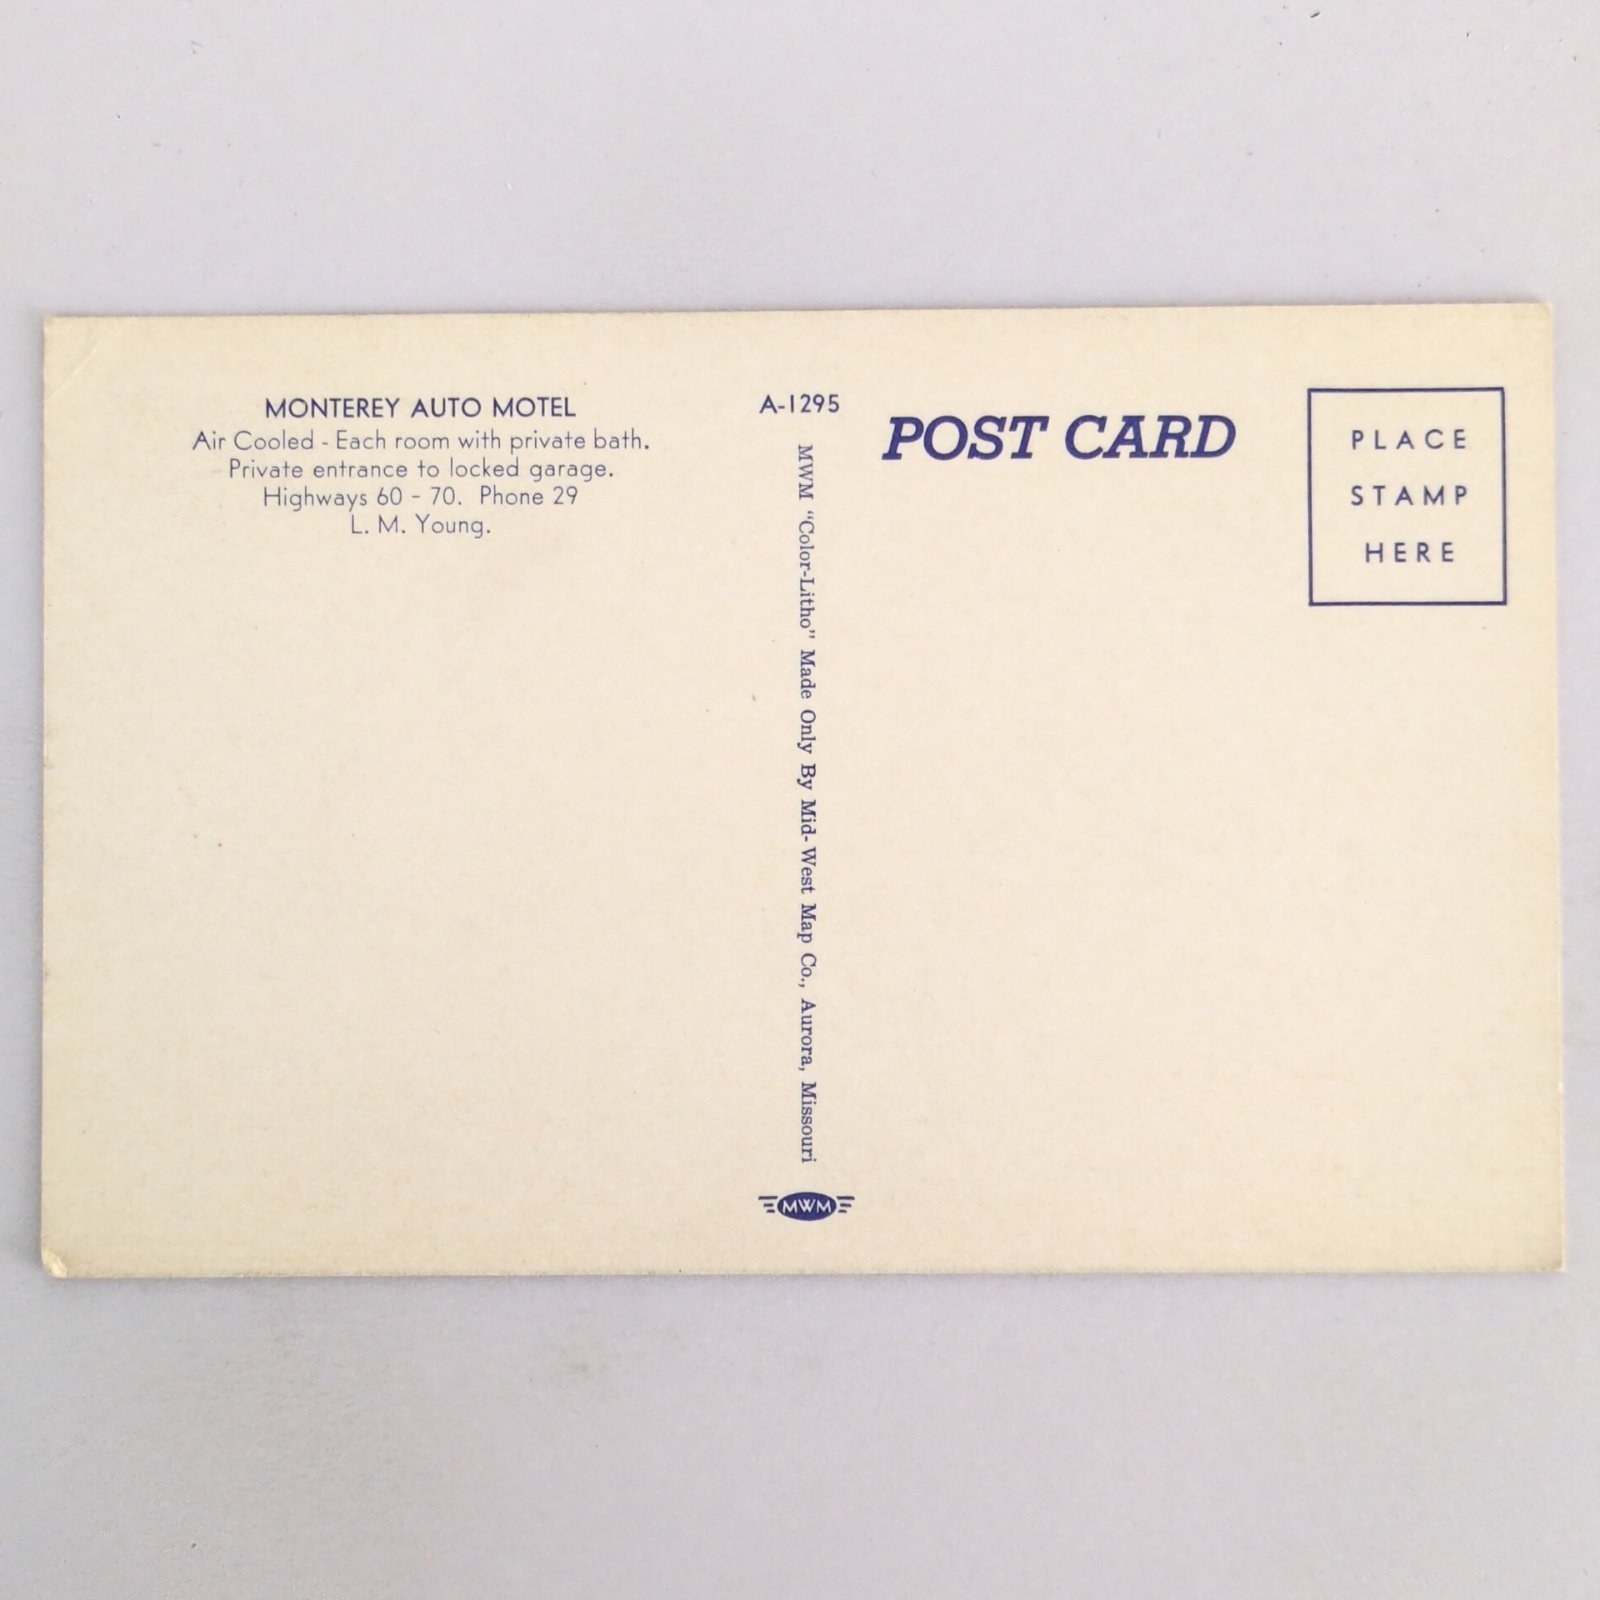 MONTEREY AUTO MOTEL
Air Cooled - Each room with private bath.
Private entrance to locked garage.
Highways 60 - 70. Phone 29
L. M. Young.
A-1295
MWM "Color-Litho" Made Only By Mid-West Map Co., Aurora, Missouri
MWM
POST CARD
PLACE
STAMP
HERE